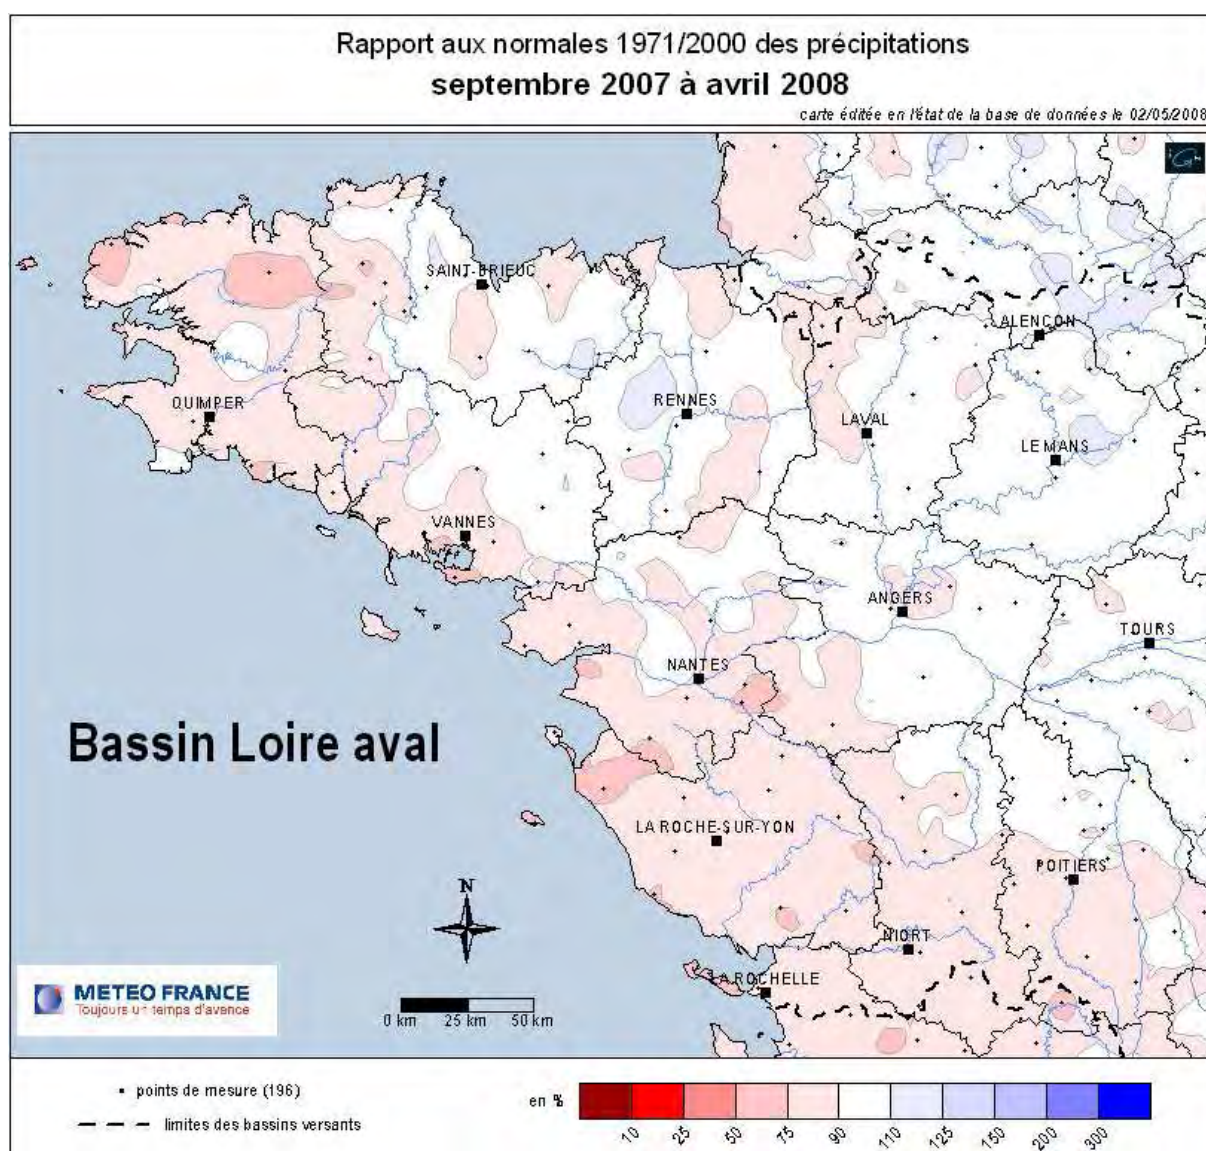 Rapport aux normales 1971/2000 des précipitations
septembre 2007 à avril 2008
carte éditée en l'état de la base de données le 02/05/2008
SAINT-BRIEUC
ALENÇON
QUIMPER
RENNES
LAVAL
LE MANS
VANNES
ANGERS
TOURS
NANTES
Bassin Loire aval
LA ROCHE-SUR-YON
POITIERS
N
NIORT
LA ROCHELLE
METEO FRANCE
Toujours un temps d'avance
0 km 25 km 50 km
points de mesure (196)
en %
limites des bassins versants
10 25 50 75 90 110 125 150 200 300